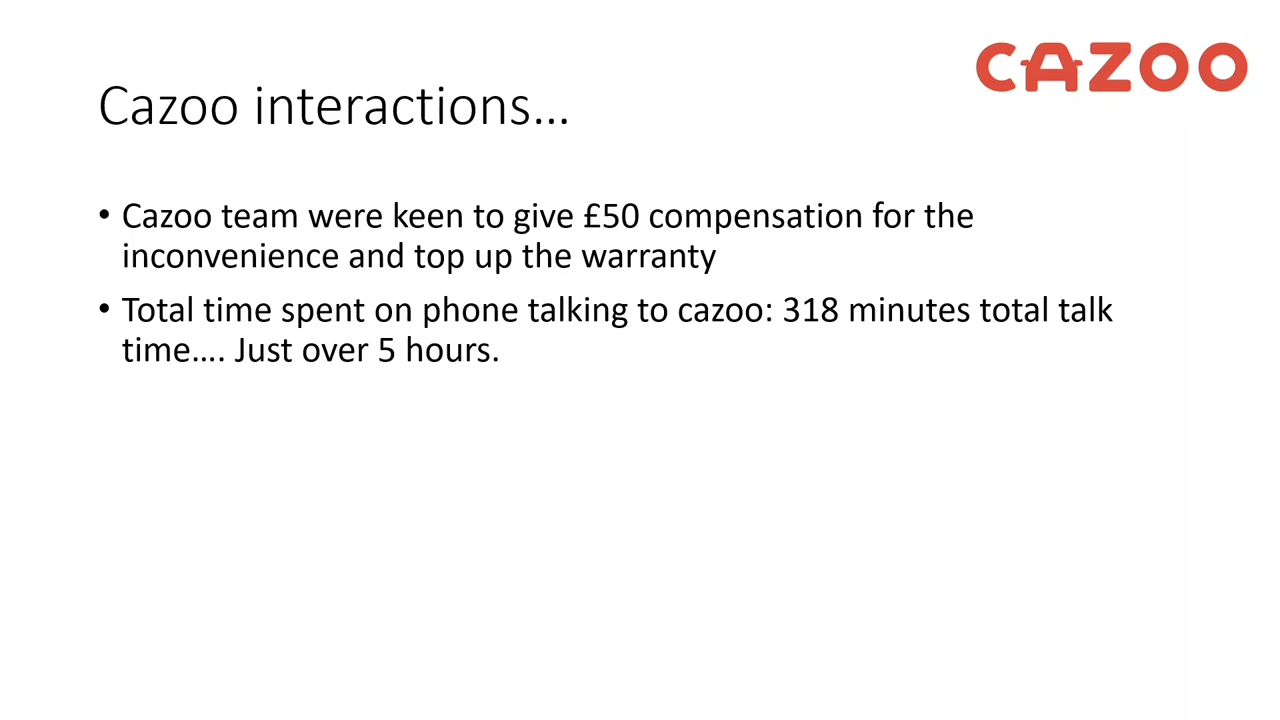 CAZOO
Cazoo interactions...
• Cazoo team were keen to give £50 compensation for the
inconvenience and top up the warranty
• Total time spent on phone talking to cazoo: 318 minutes total talk
time.... Just over 5 hours.